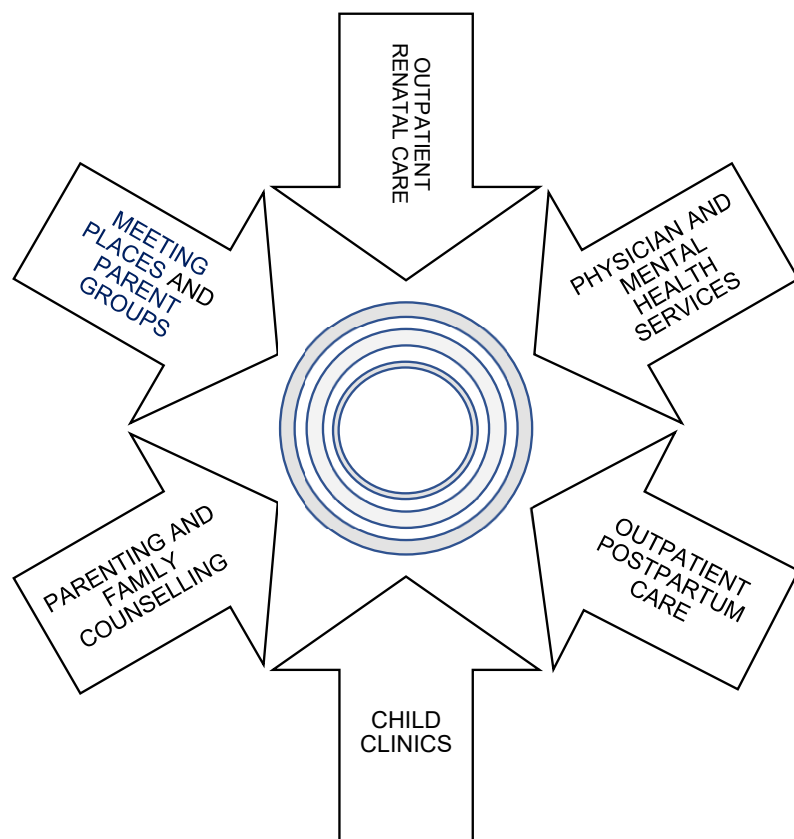 OUTPATIENT
RENATAL CARE
PHYSICIAN AND
MENTAL
HEALTH
SERVICES
OUTPATIENT
POSTPARTUM
CARE
CHILD
CLINICS
PARENTING AND
FAMILY
COUNSELLING
MEETING
PLACES AND
PARENT
GROUPS